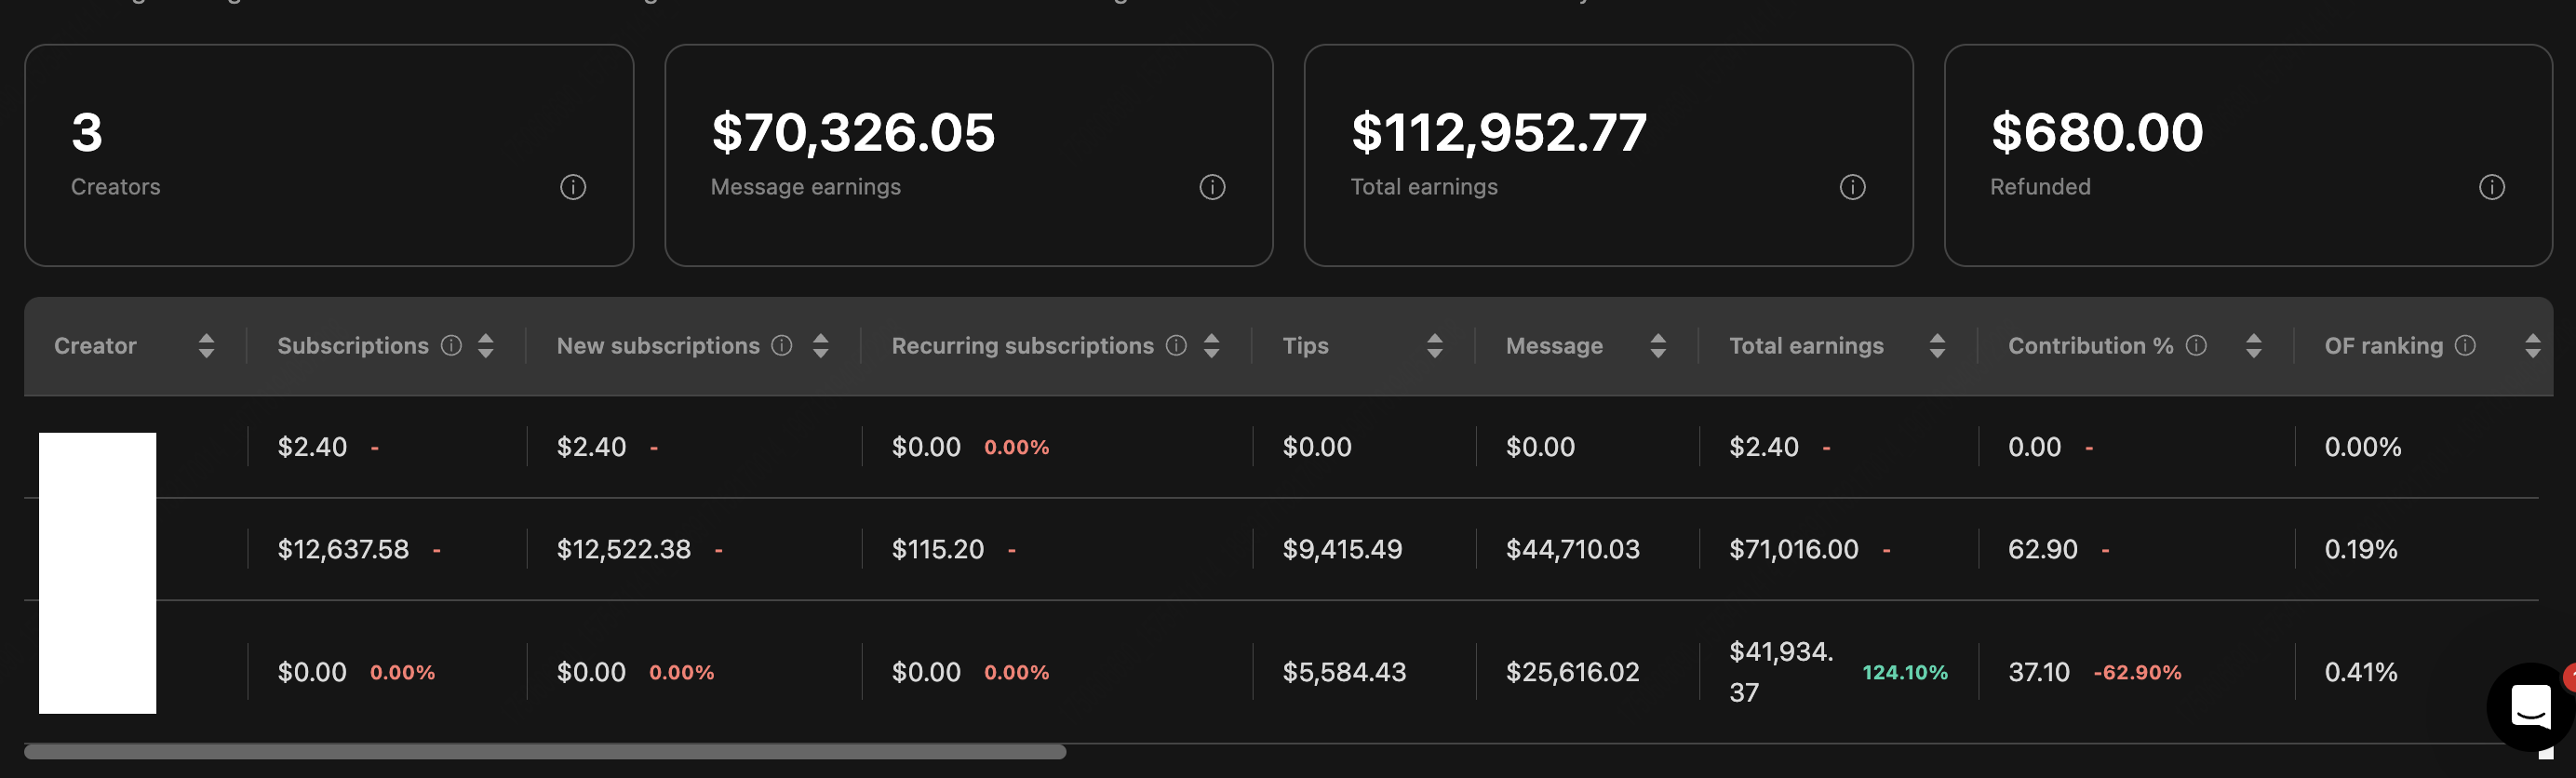 3
Creators
$70,326.05
Message earnings
$112,952.77
Total earnings
$680.00
Refunded
Creator Subscriptions New subscriptions Recurring subscriptions Tips Message Total earnings Contribution % OF ranking
$2.40 - $2.40 - $0.00 0.00% $0.00 $0.00 $2.40 - 0.00 - 0.00%
$12,637.58 - $12,522.38 - $115.20 - $9,415.49 $44,710.03 $71,016.00 - 62.90 - 0.19%
$0.00 0.00% $0.00 0.00% $0.00 0.00% $5,584.43 $25,616.02 $41,934.37 124.10% 37.10 -62.90% 0.41%